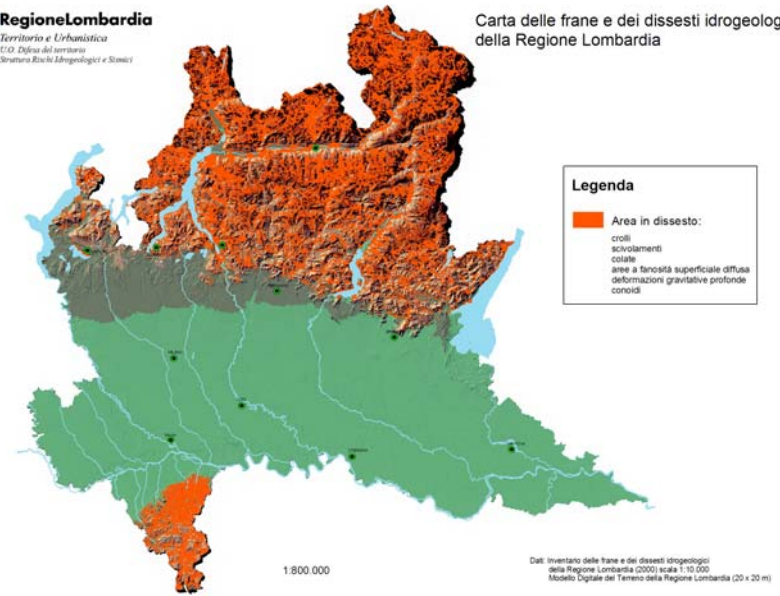 RegioneLombardia
Territorio e Urbanistica
U.O. Difesa del territorio
Struttura Rischi Idrogeologici e Sismici
Carta delle frane e dei dissesti idrogeolog
della Regione Lombardia
Legenda
Area in dissesto:
crolli
scivolamenti
colate
aree a franosità superficiale diffusa
deformazioni gravitative profonde
conoidi
1:800.000
Dati: Inventario delle frane e dei dissesti idrogeologici
della Regione Lombardia (2000) scala 1:10.000
Modello Digitale del Terreno della Regione Lombardia (20 x 20 m)